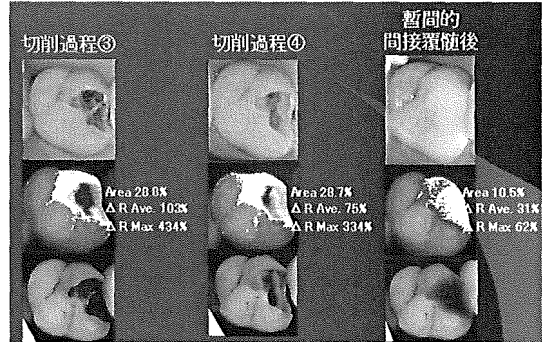 切削過程③
切削過程④
暫間的
間接覆髄後
Area 28.8%
Δ R Ave. 103%
Δ R Max 434%
Area 28.7%
Δ R Ave. 75%
Δ R Max 334%
Area 10.5%
Δ R Ave. 31%
Δ R Max 62%